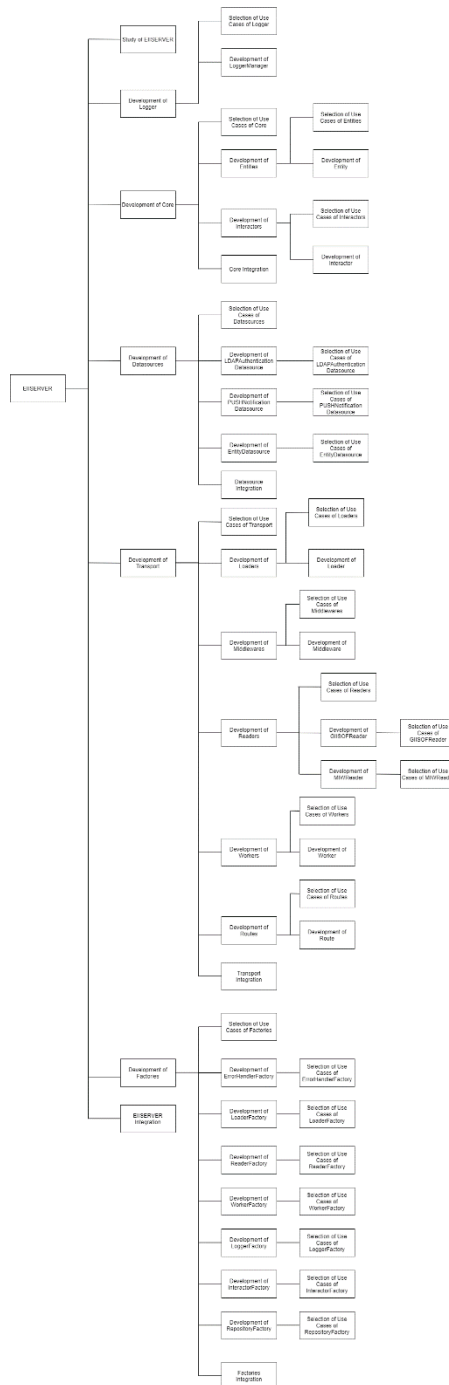 Selection of Use
Cases of Logger
Study of EIISERVER
Development of
LoggerManager
Development of
Logger
Selection of Use
Cases of Core
Selection of Use
Cases of Entities
Development of
Entities
Development of
Entity
Development of Core
Development of
Interactors
Selection of Use
Cases of Interactors
Core Integration
Development of
Interactor
Selection of Use
Cases of
Datasources
Development of
Datasources
Development of
LDAPAuthentication
Datasource
Selection of Use
Cases of
LDAPAuthentication
Datasource
EIISERVER
Development of
PUSHNotification
Datasource
Selection of Use
Cases of
PUSHNotification
Datasource
Development of
EntityDatasource
Selection of Use
Cases of
EntityDatasource
Datasource
Integration
Selection of Use
Cases of Transport
Selection of Use
Cases of Loaders
Development of
Transport
Development of
Loaders
Development of
Loader
Selection of Use
Cases of
Middlewares
Development of
Middlewares
Development of
Middleware
Selection of Use
Cases of Readers
Development of
Readers
Development of
GIISOFReader
Selection of Use
Cases of
GIISOFReader
Development of
Selection of Use
Selection of Use
Cases of Workers
Development of
Workers
Development of
Worker
Selection of Use
Cases of Routes
Development of
Routes
Development of
Route
Transport
Integration
Selection of Use
Cases of Factories
Development of
Factories
Development of
ErrorHenderFactory
Selection of Use
Cases of
ErrorHenderFactory
EIISERVER
Integration
Development of
LoaderFactory
Selection of Use
Cases of
LoaderFactory
Development of
ReaderFactory
Selection of Use
Cases of
ReaderFactory
Development of
WorkerFactory
Selection of Use
Cases of
WorkerFactory
Development of
LoggerFactory
Selection of Use
Cases of
LoggerFactory
Development of
InteractorFactory
Selection of Use
Cases of
InteractorFactory
Development of
RepositoryFactory
Selection of Use
Cases of
RepositoryFactory
Factories
Integration